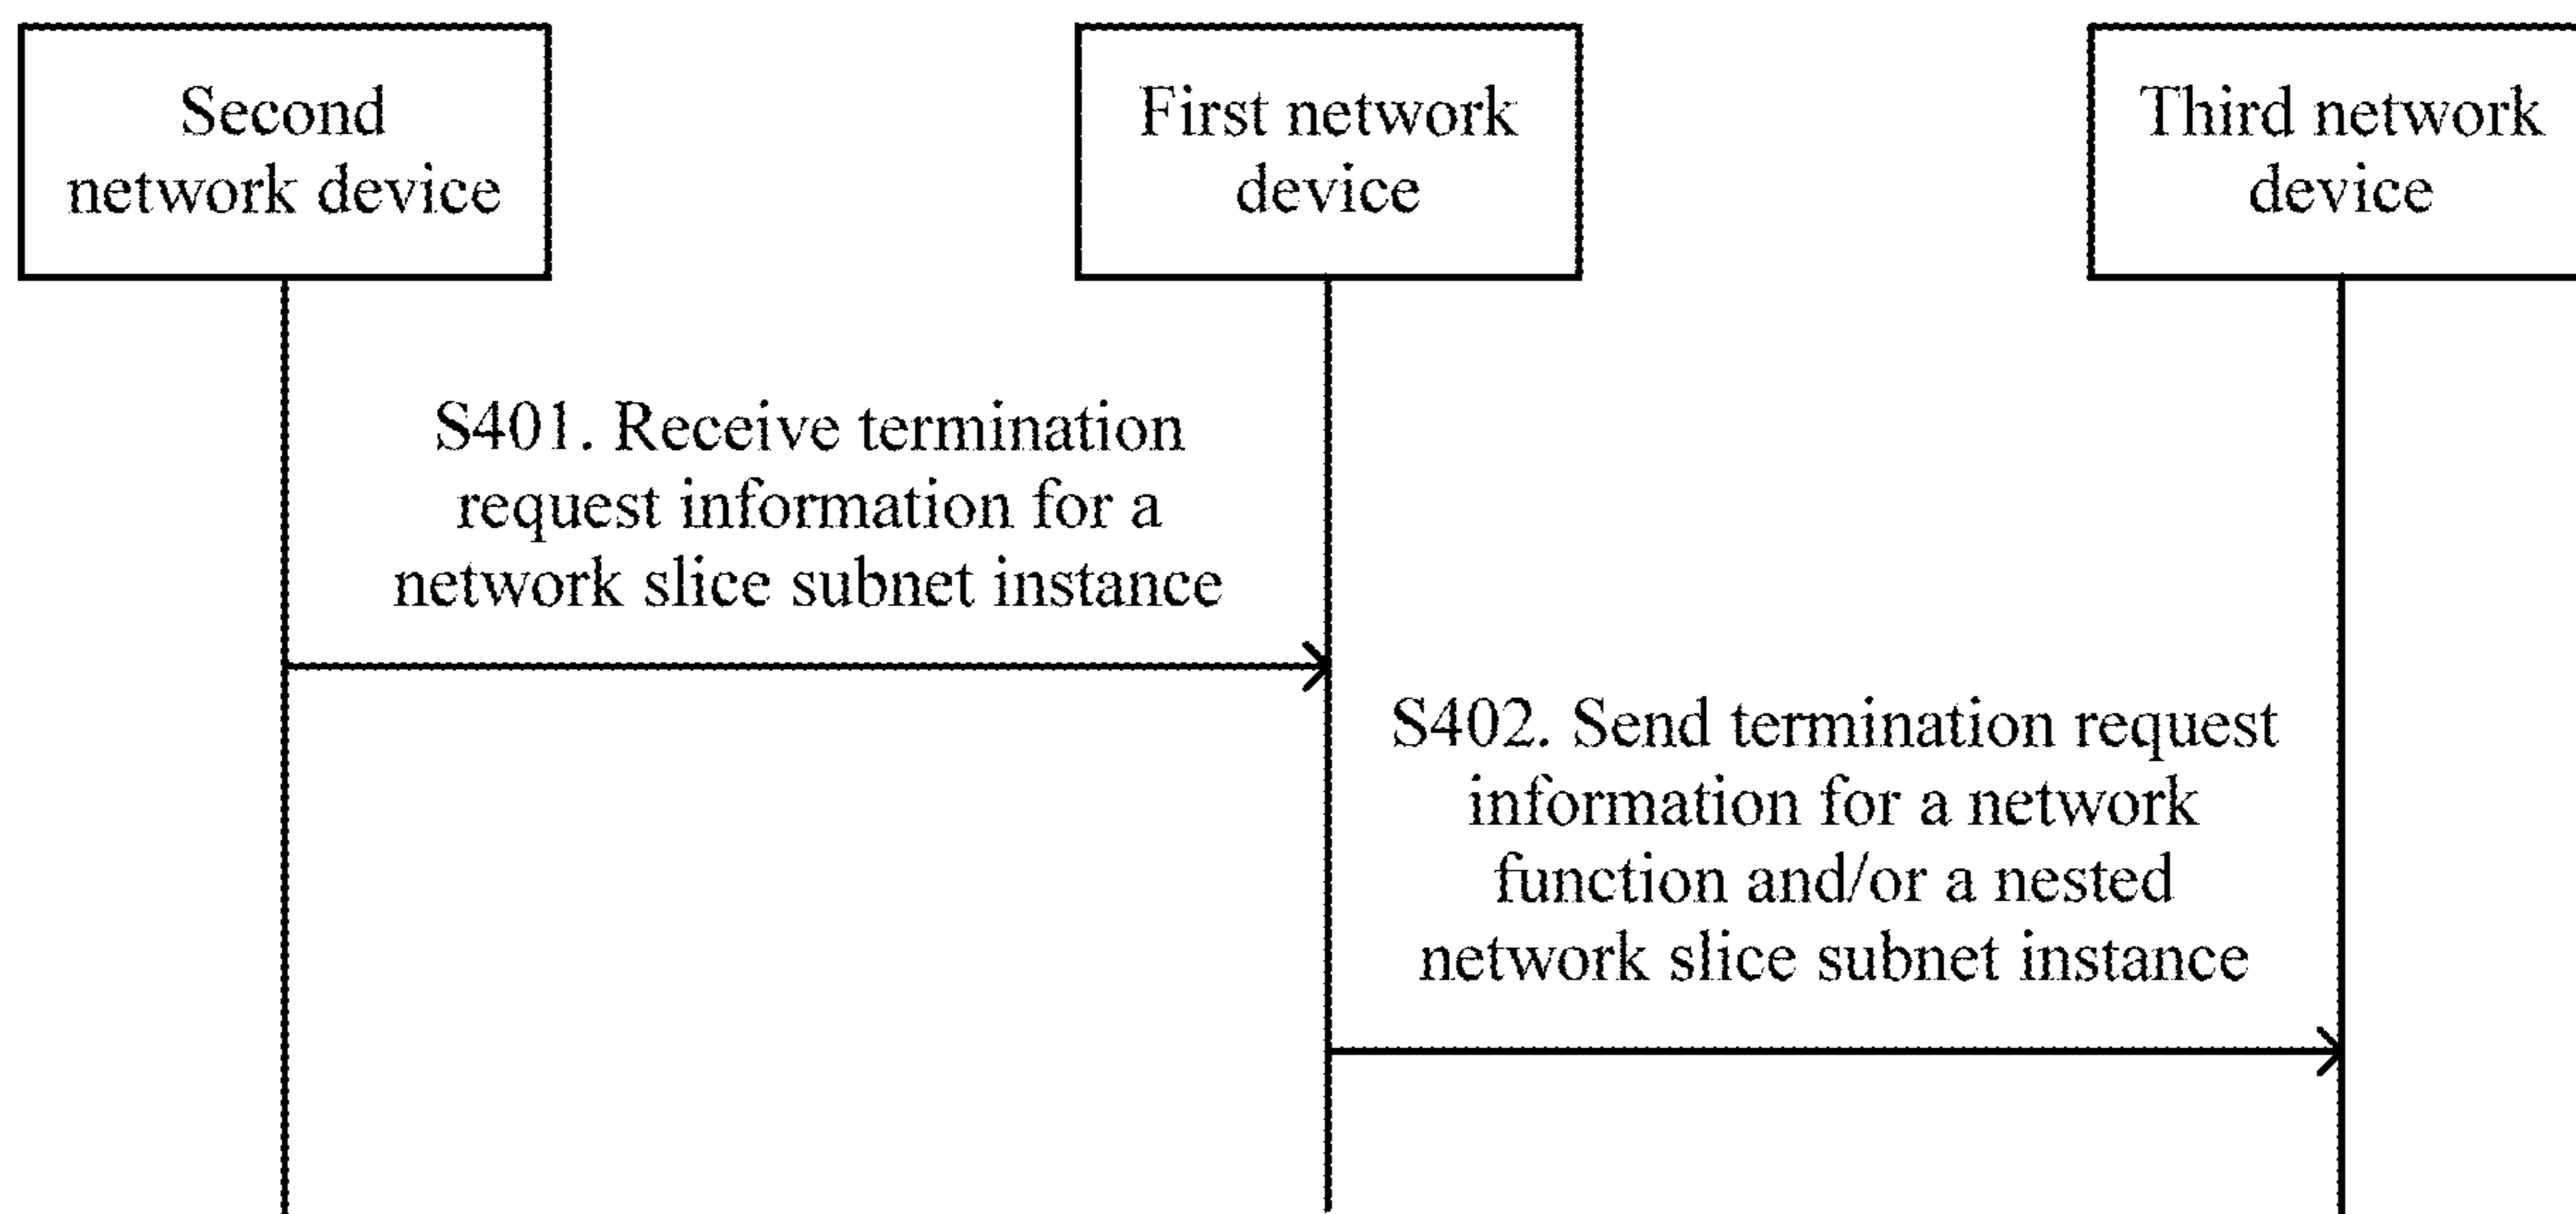 Second
network device
First network
device
Third network
device
S401. Receive termination
request information for a
network slice subnet instance
S402. Send termination request
information for a network
function and/or a nested
network slice subnet instance